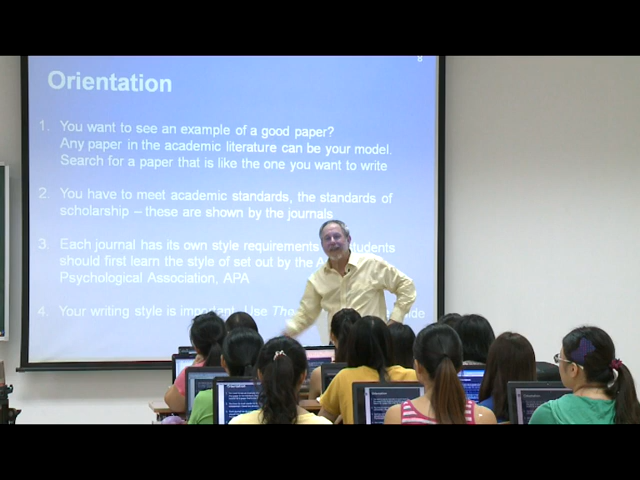 8
Orientation
1. You want to see an example of a good paper?
Any paper in the academic literature can be your model.
Search for a paper that is like the one you want to write
2. You have to meet academic standards, the standards of
scholarship – these are shown by the journals
3. Each journal has its own style requirements
should first learn the style of set out by the
Psychological Association, APA
4. Your writing style is important. Use